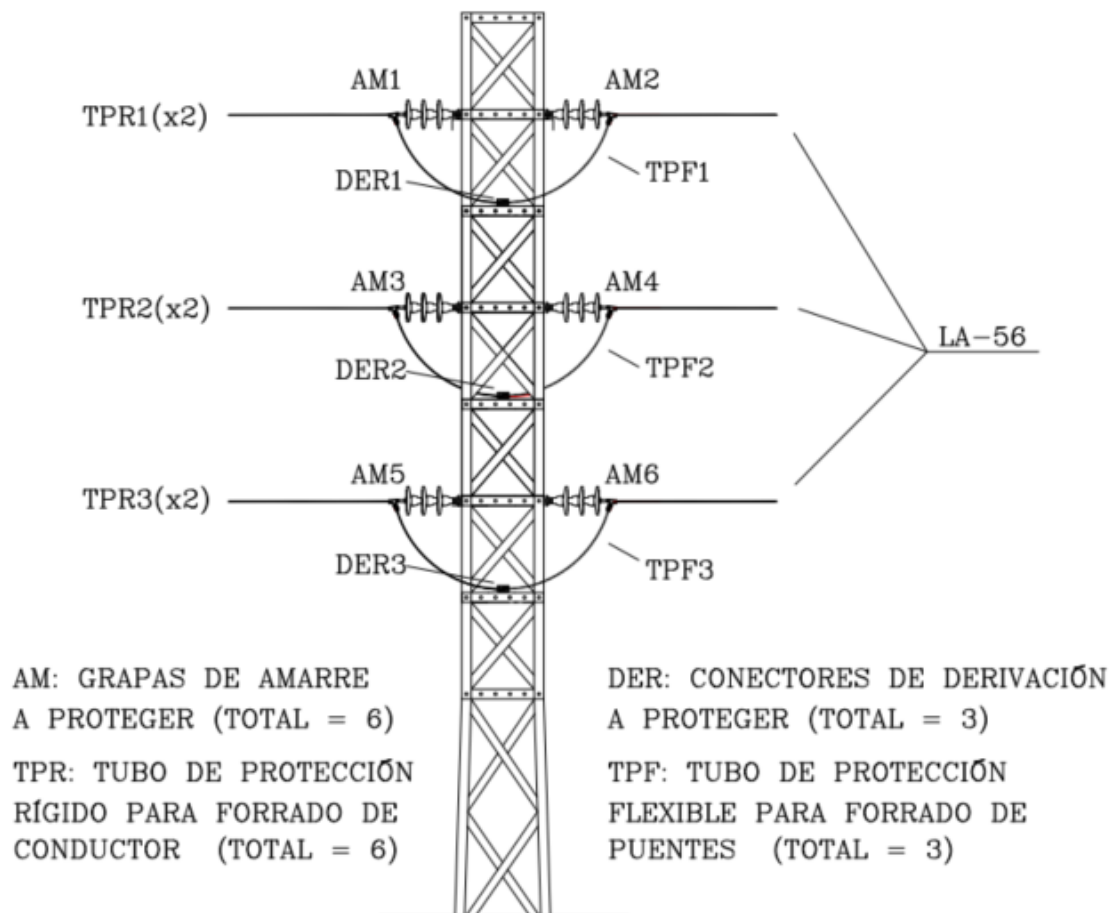 AM1
AM2
TPR1(x2)
DER1
TPF1
AM3
AM4
TPR2(x2)
LA-56
DER2
TPF2
AM5
AM6
TPR3(x2)
DER3
TPF3
AM: GRAPAS DE AMARRE
A PROTEGER (TOTAL = 6)
TPR: TUBO DE PROTECCIÓN
RÍGIDO PARA FORRADO DE
CONDUCTOR (TOTAL = 6)
DER: CONECTORES DE DERIVACIÓN
A PROTEGER (TOTAL = 3)
TPF: TUBO DE PROTECCIÓN
FLEXIBLE PARA FORRADO DE
PUENTES (TOTAL = 3)